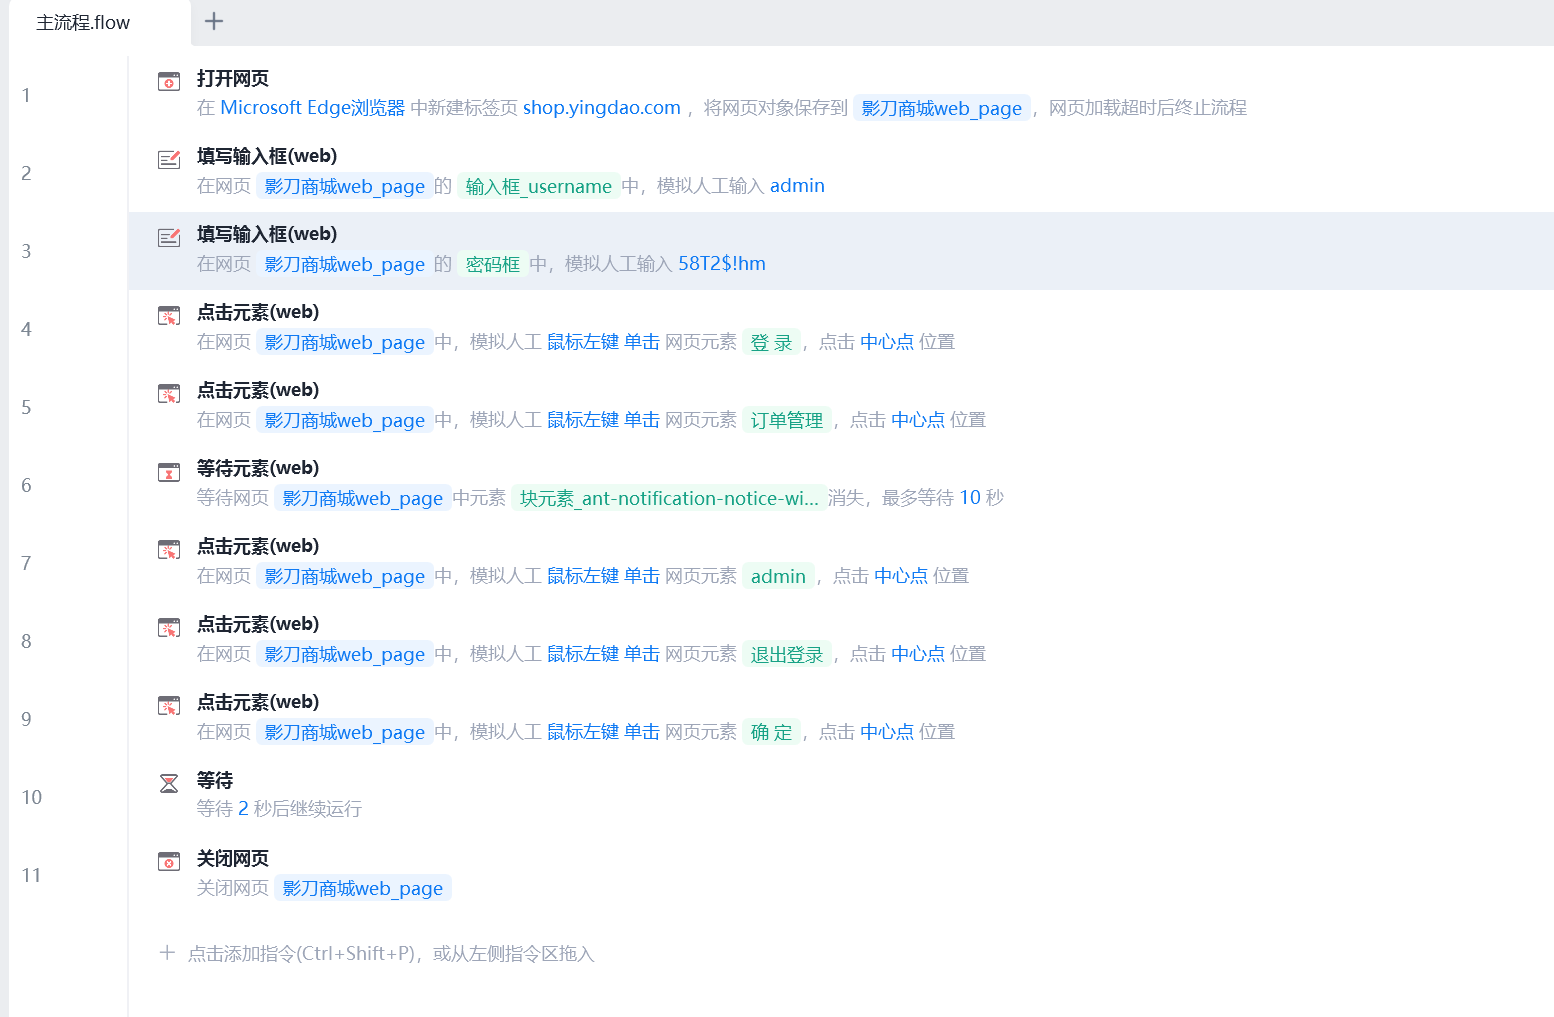 主流程.flow
1
打开网页
在 Microsoft Edge浏览器 中新建标签页 shop.yingdao.com ，将网页对象保存到 影刀商城web_page ，网页加载超时后终止流程
2
填写输入框(web)
在网页 影刀商城web_page 的 输入框_username 中，模拟人工输入 admin
3
填写输入框(web)
在网页 影刀商城web_page 的 密码框 中，模拟人工输入 58T2$!hm
4
点击元素(web)
在网页 影刀商城web_page 中，模拟人工 鼠标左键 单击 网页元素 登 录 ，点击 中心点 位置
5
点击元素(web)
在网页 影刀商城web_page 中，模拟人工 鼠标左键 单击 网页元素 订单管理 ，点击 中心点 位置
6
等待元素(web)
等待网页 影刀商城web_page 中元素 块元素_ant-notification-notice-wi... 消失，最多等待 10 秒
7
点击元素(web)
在网页 影刀商城web_page 中，模拟人工 鼠标左键 单击 网页元素 admin ，点击 中心点 位置
8
点击元素(web)
在网页 影刀商城web_page 中，模拟人工 鼠标左键 单击 网页元素 退出登录 ，点击 中心点 位置
9
点击元素(web)
在网页 影刀商城web_page 中，模拟人工 鼠标左键 单击 网页元素 确 定 ，点击 中心点 位置
10
等待
等待 2 秒后继续运行
11
关闭网页
关闭网页 影刀商城web_page
点击添加指令(Ctrl+Shift+P)，或从左侧指令区拖入